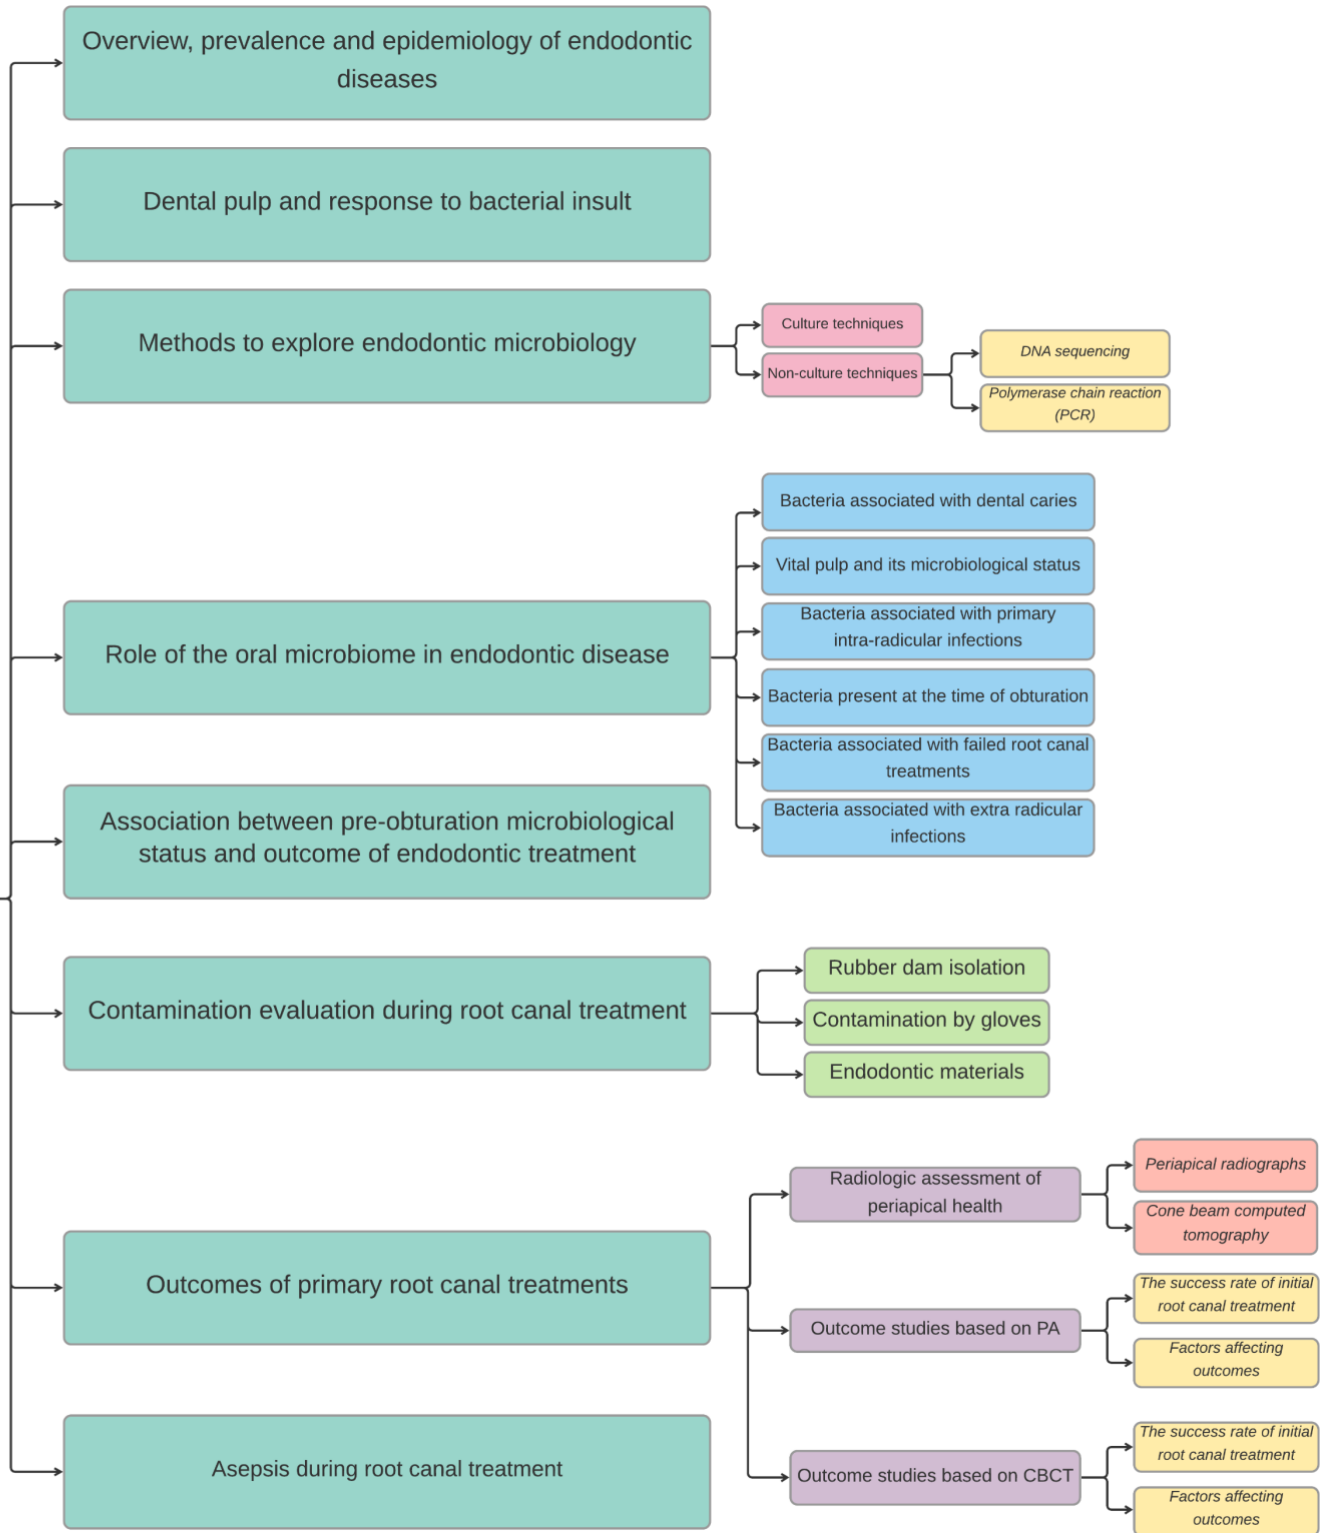 Overview, prevalence and epidemiology of endodontic
diseases
Dental pulp and response to bacterial insult
Methods to explore endodontic microbiology
Culture techniques
Non-culture techniques
DNA sequencing
Polymerase chain reaction
(PCR)
Role of the oral microbiome in endodontic disease
Bacteria associated with dental caries
Vital pulp and its microbiological status
Bacteria associated with primary
intra-radicular infections
Bacteria present at the time of obturation
Bacteria associated with failed root canal
treatments
Bacteria associated with extra radicular
infections
Association between pre-obturation microbiological
status and outcome of endodontic treatment
Contamination evaluation during root canal treatment
Rubber dam isolation
Contamination by gloves
Endodontic materials
Outcomes of primary root canal treatments
Radiologic assessment of
periapical health
Periapical radiographs
Cone beam computed
tomography
Outcome studies based on PA
The success rate of initial
root canal treatment
Factors affecting
outcomes
Outcome studies based on CBCT
The success rate of initial
root canal treatment
Factors affecting
outcomes
Asepsis during root canal treatment